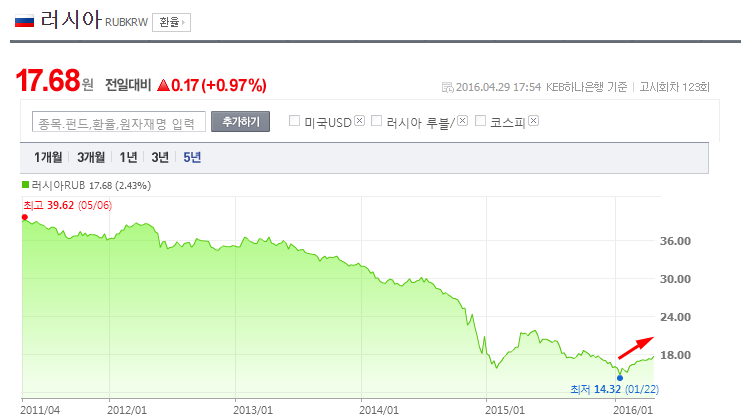 러시아 RUBKRW 환율
17.68원 전일대비 ▲0.17 (+0.97%)
2016.04.29 17:54 KEB하나은행 기준 고시회차 123회
종목.펀드,환율,원자재명 입력 추가하기 미국USD 러시아 루블/ 코스피
1개월 3개월 1년 3년 5년
러시아RUB 17.68 (2.43%)
최고 39.62 (05/06)
36.00
30.00
24.00
18.00
최저 14.32 (01/22)
2011/04 2012/01 2013/01 2014/01 2015/01 2016/01